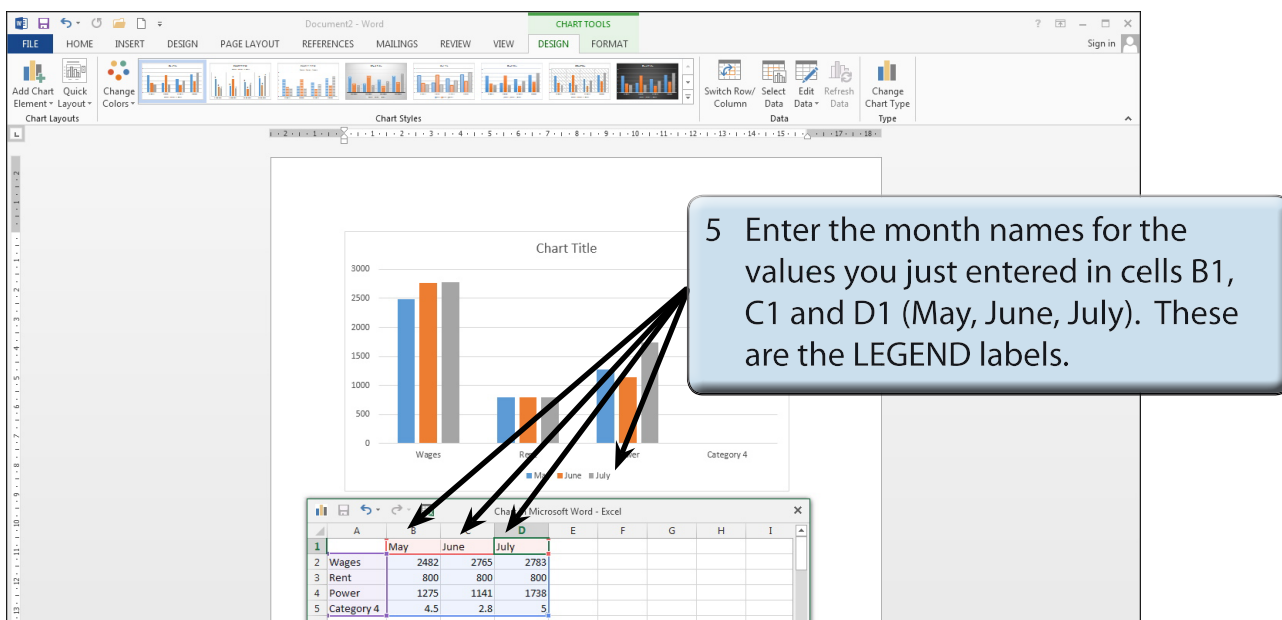 Document2 - Word
CHART TOOLS
FILE HOME INSERT DESIGN PAGE LAYOUT REFERENCES MAILINGS REVIEW VIEW DESIGN FORMAT
Sign in
Add Chart Element
Quick Layout
Change Colors
Switch Row/ Column
Select Data
Edit Data
Refresh Data
Change Chart Type
Chart Layouts
Chart Styles
Data
Type
5 Enter the month names for the
values you just entered in cells B1,
C1 and D1 (May, June, July). These
are the LEGEND labels.
Chart Title
3000
2500
2000
1500
1000
500
0
Wages
Category 4
June July
Microsoft Word - Excel
A B D E F G H I
1 May June July
2 Wages 2482 2765 2783
3 Rent 800 800 800
4 Power 1275 1141 1738
5 Category 4 4.5 2.8 5